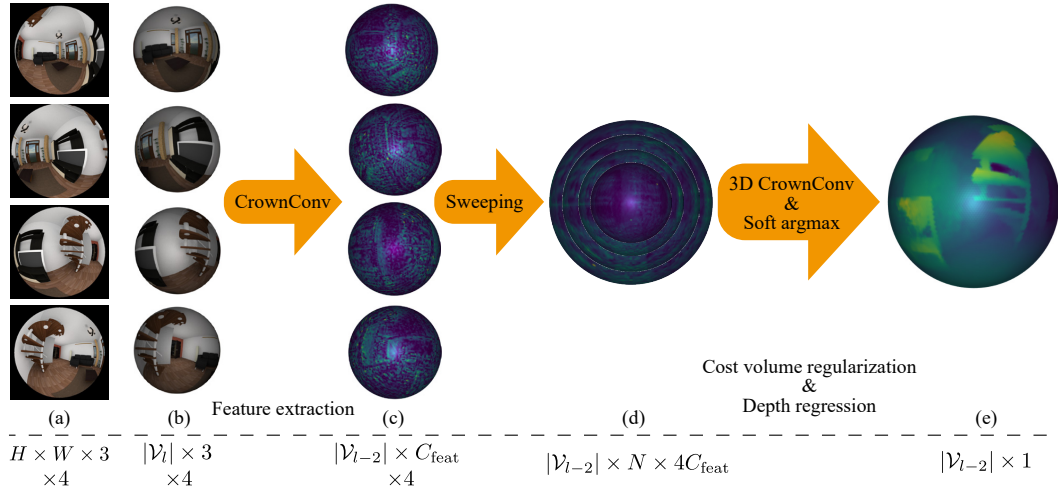 CrownConv
Sweeping
3D CrownConv
&
Soft argmax
Cost volume regularization
&
Depth regression
Feature extraction
(a)
(b)
(c)
(d)
(e)
H × W × 3
×4
|𝒱_l| × 3
×4
|𝒱_{l−2}| × C_feat
×4
|𝒱_{l−2}| × N × 4C_feat
|𝒱_{l−2}| × 1